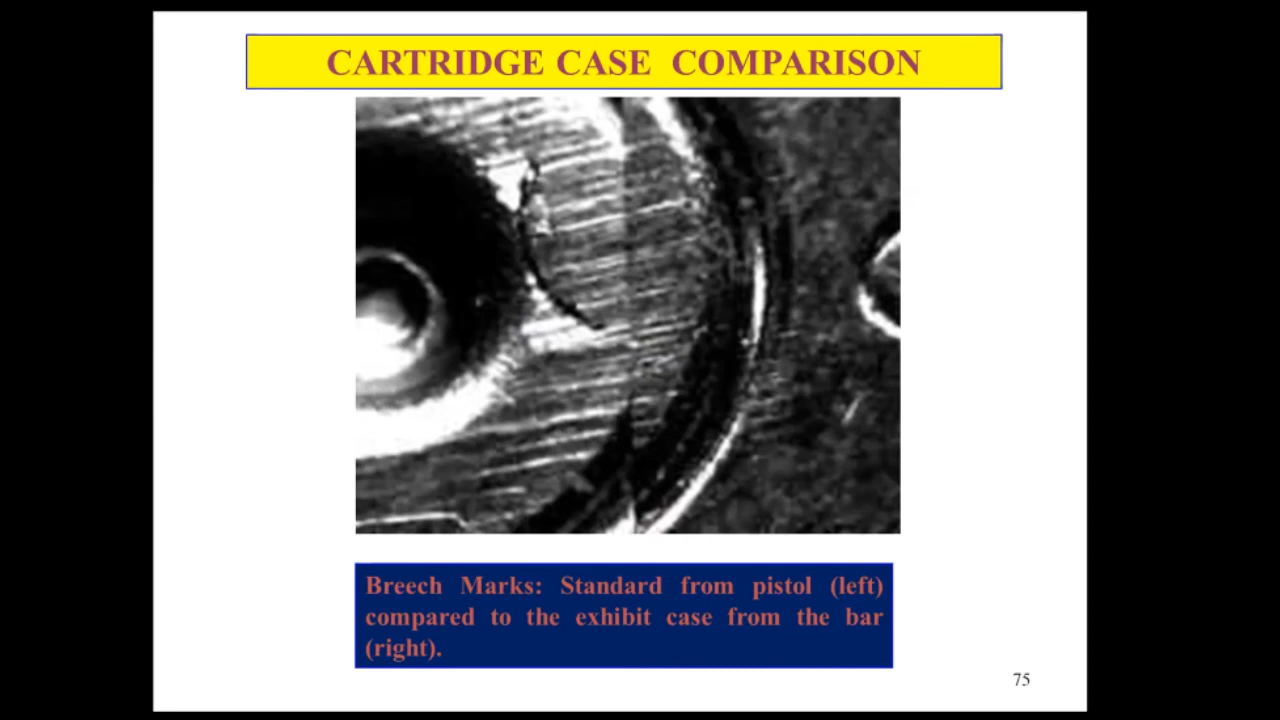 CARTRIDGE CASE COMPARISON
Breech Marks: Standard from pistol (left)
compared to the exhibit case from the bar
(right).
75